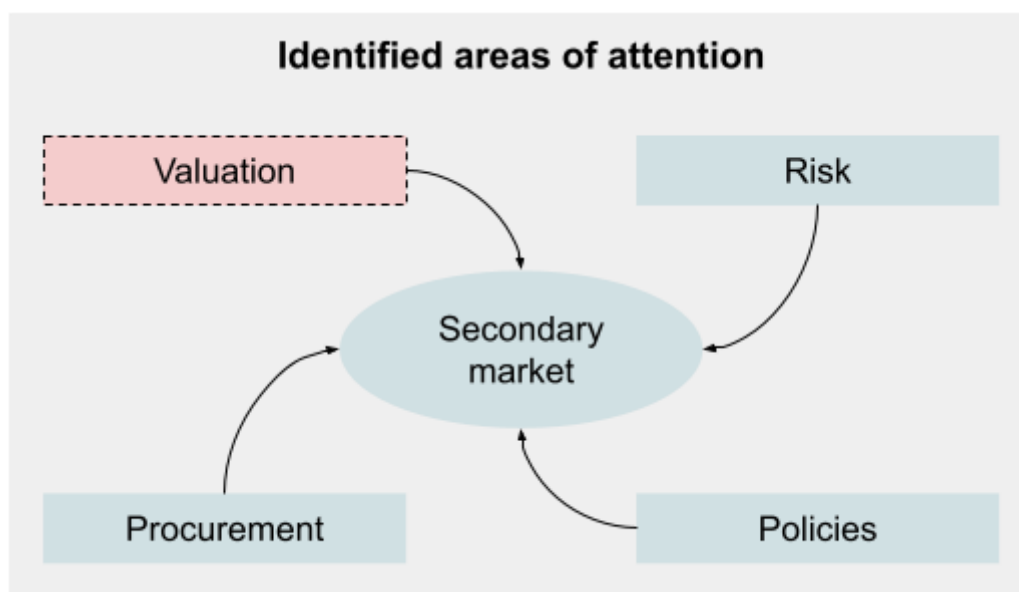 Identified areas of attention
Valuation
Risk
Secondary
market
Procurement
Policies